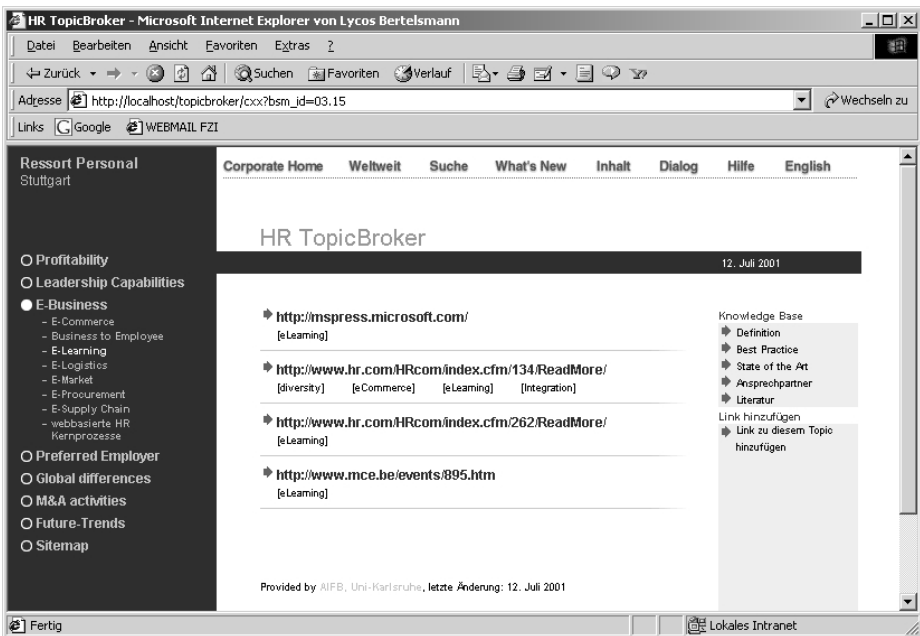 HR TopicBroker - Microsoft Internet Explorer von Lycos Bertelsmann
Datei Bearbeiten Ansicht Favoriten Extras ?
Zurück Suchen Favoriten Verlauf
Adresse http://localhost/topicbroker/cxx?bsm_id=03.15 Wechseln zu
Links Google WEBMAIL FZI
Ressort Personal
Stuttgart
Corporate Home Weltweit Suche What's New Inhalt Dialog Hilfe English
HR TopicBroker
12. Juli 2001
Profitability
Leadership Capabilities
E-Business
– E-Commerce
– Business to Employee
– E-Learning
– E-Logistics
– E-Market
– E-Procurement
– E-Supply Chain
– webbasierte HR
Kernprozesse
Preferred Employer
Global differences
M&A activities
Future-Trends
Sitemap
http://mspress.microsoft.com/
[eLearning]
http://www.hr.com/HRcom/index.cfm/134/ReadMore/
[diversity] [eCommerce] [eLearning] [Integration]
http://www.hr.com/HRcom/index.cfm/262/ReadMore/
[eLearning]
http://www.mce.be/events/895.htm
[eLearning]
Knowledge Base
Definition
Best Practice
State of the Art
Ansprechpartner
Literatur
Link hinzufügen
Link zu diesem Topic
hinzufügen
Provided by AIFB, Uni-Karlsruhe, letzte Änderung: 12. Juli 2001
Fertig Lokales Intranet